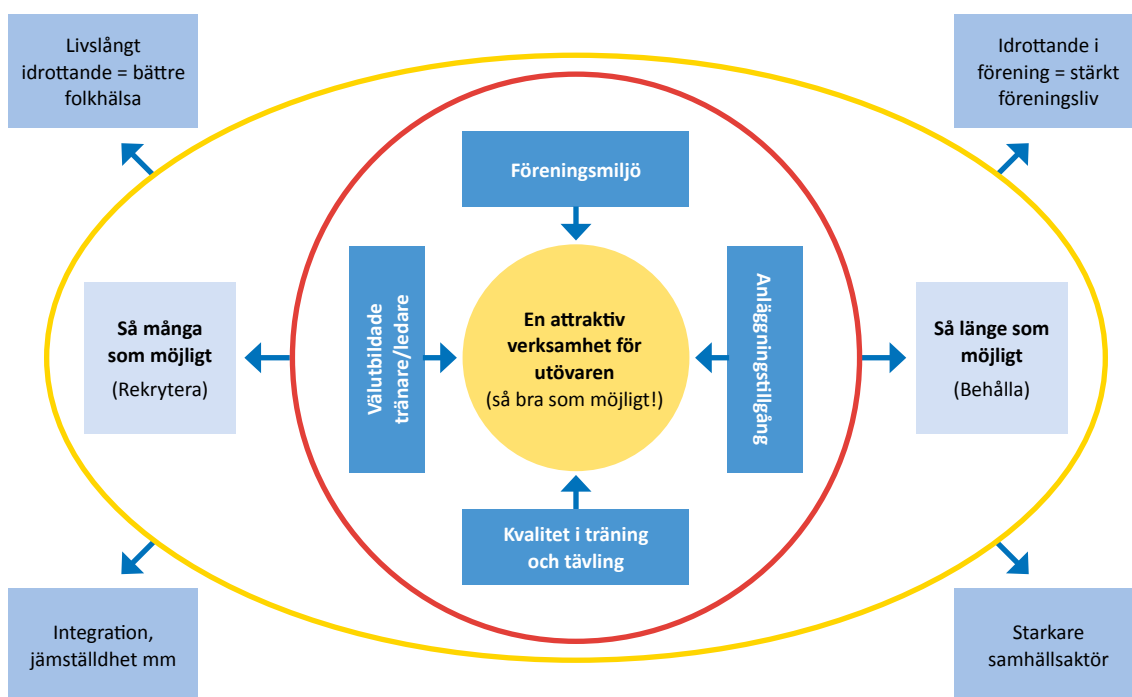 Livslångt
idrottande = bättre
folkhälsa
Idrottande i
förening = stärkt
föreningsliv
Föreningsmiljö
Så många
som möjligt
(Rekrytera)
Välutbildade
tränare/ledare
En attraktiv
verksamhet för
utövaren
(så bra som möjligt!)
Anläggningstillgång
Så länge som
möjligt
(Behålla)
Kvalitet i träning
och tävling
Integration,
jämställdhet mm
Starkare
samhällsaktör